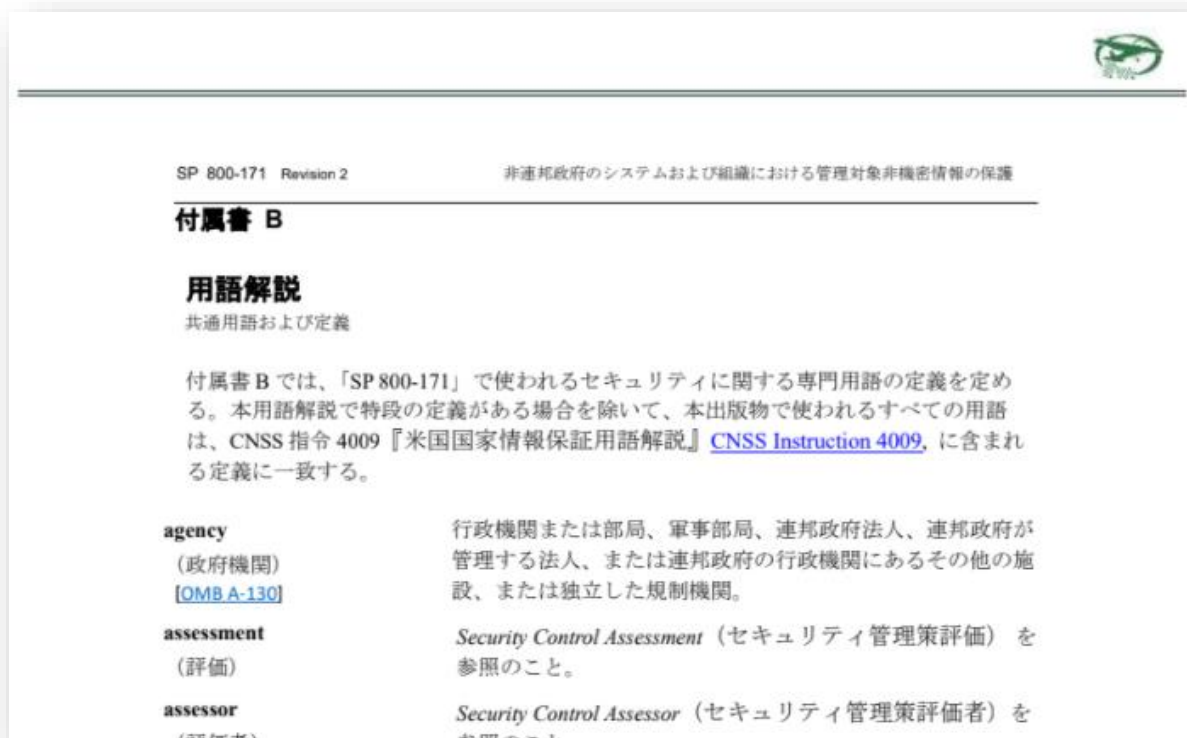 SP 800-171 Revision 2 非連邦政府のシステムおよび組織における管理対象非機密情報の保護
付属書 B
用語解説
共通用語および定義
付属書 B では、「SP 800-171」で使われるセキュリティに関する専門用語の定義を定め
る。本用語解説で特段の定義がある場合を除いて、本出版物で使われるすべての用語
は、CNSS 指令 4009『米国国家情報保証用語解説』CNSS Instruction 4009, に含まれ
る定義に一致する。
agency 行政機関または部局、軍事部局、連邦政府法人、連邦政府が
（政府機関） 管理する法人、または連邦政府の行政機関にあるその他の施
[OMB A-130] 設、または独立した規制機関。
assessment Security Control Assessment（セキュリティ管理策評価） を
（評価） 参照のこと。
assessor Security Control Assessor（セキュリティ管理策評価者）を